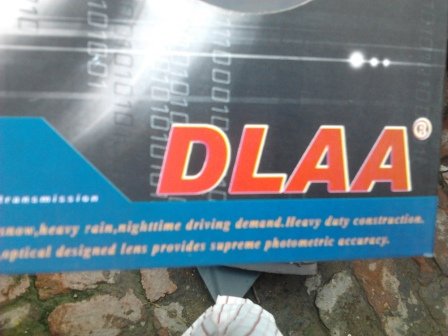 DLAA®
transmission
snow,heavy rain,nighttime driving demand.Heavy duty construction.
optical designed lens provides supreme photometric accuracy.